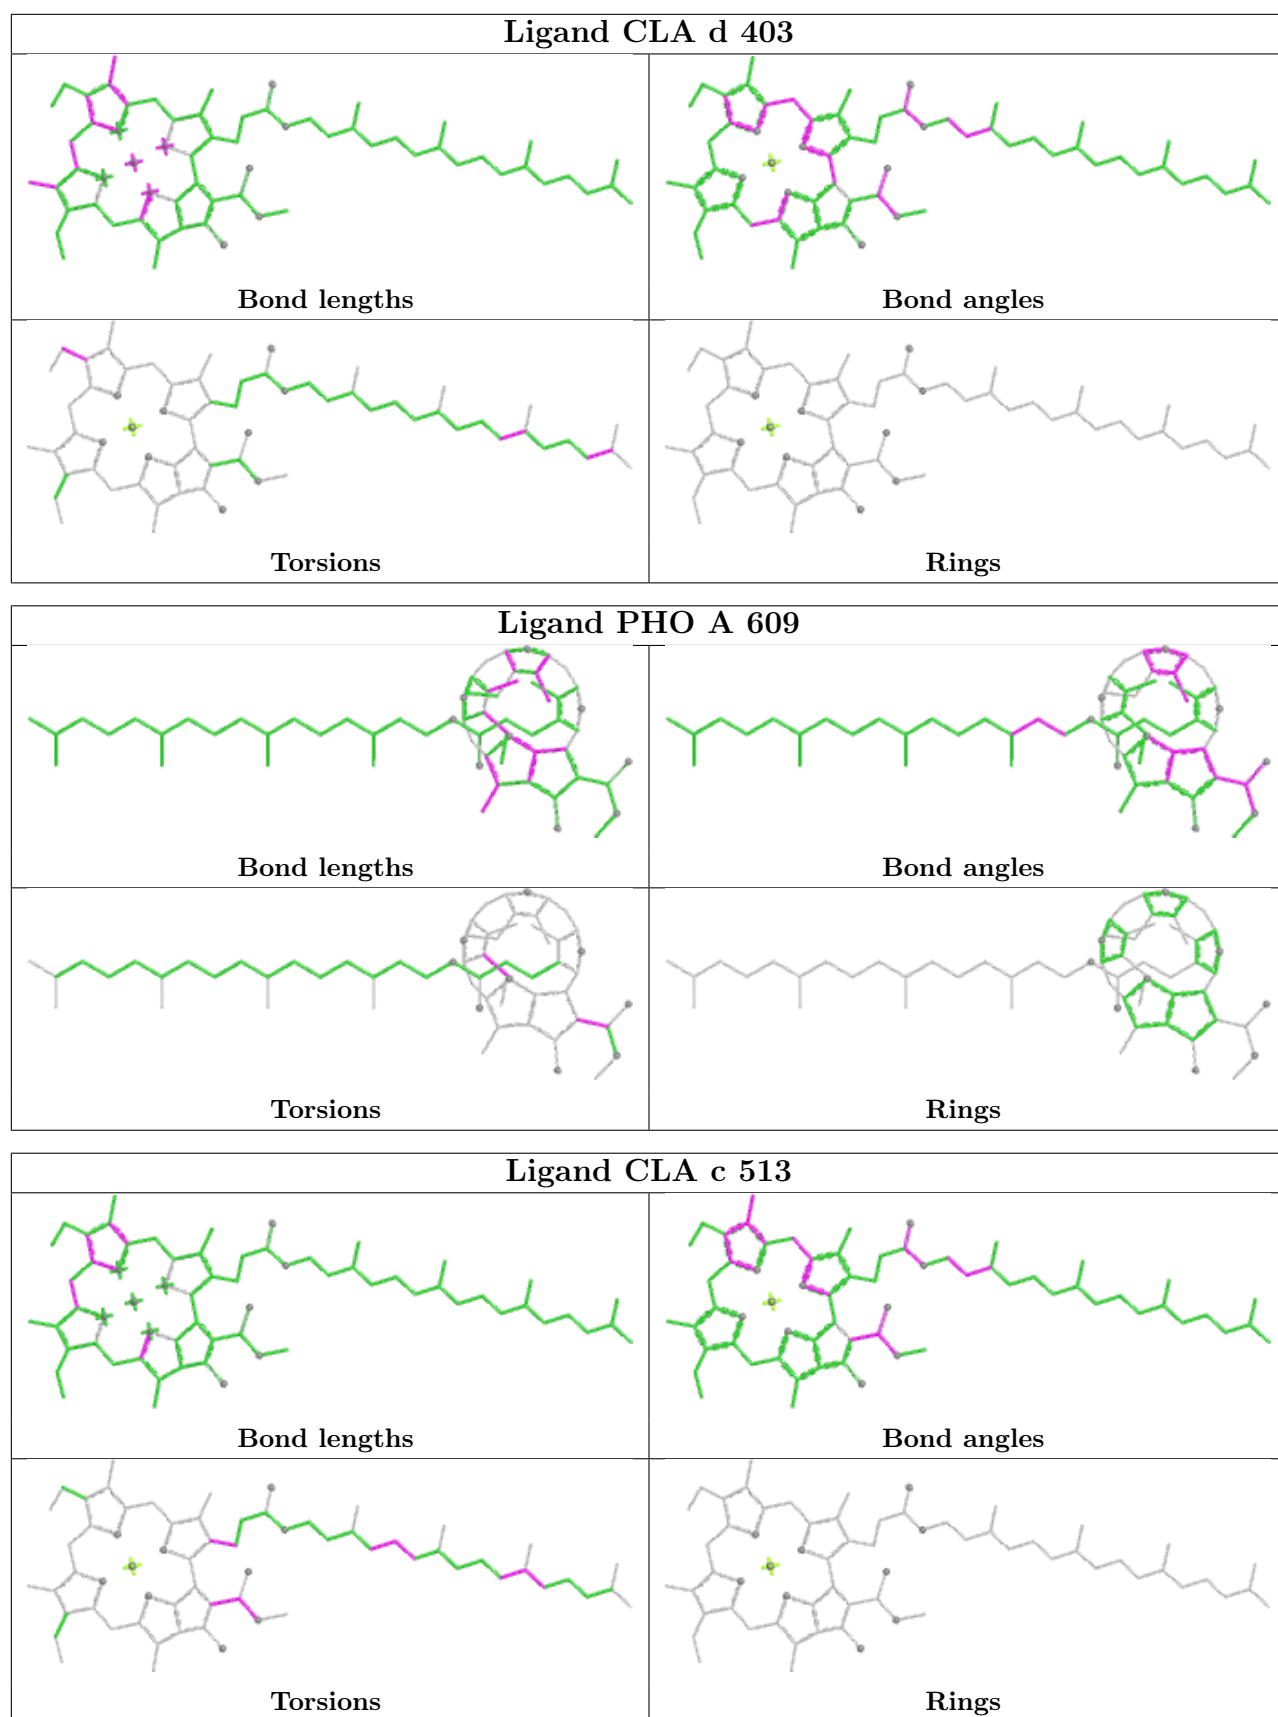 Ligand CLA d 403
Bond lengths
Bond angles
Torsions
Rings
Ligand PHO A 609
Bond lengths
Bond angles
Torsions
Rings
Ligand CLA c 513
Bond lengths
Bond angles
Torsions
Rings